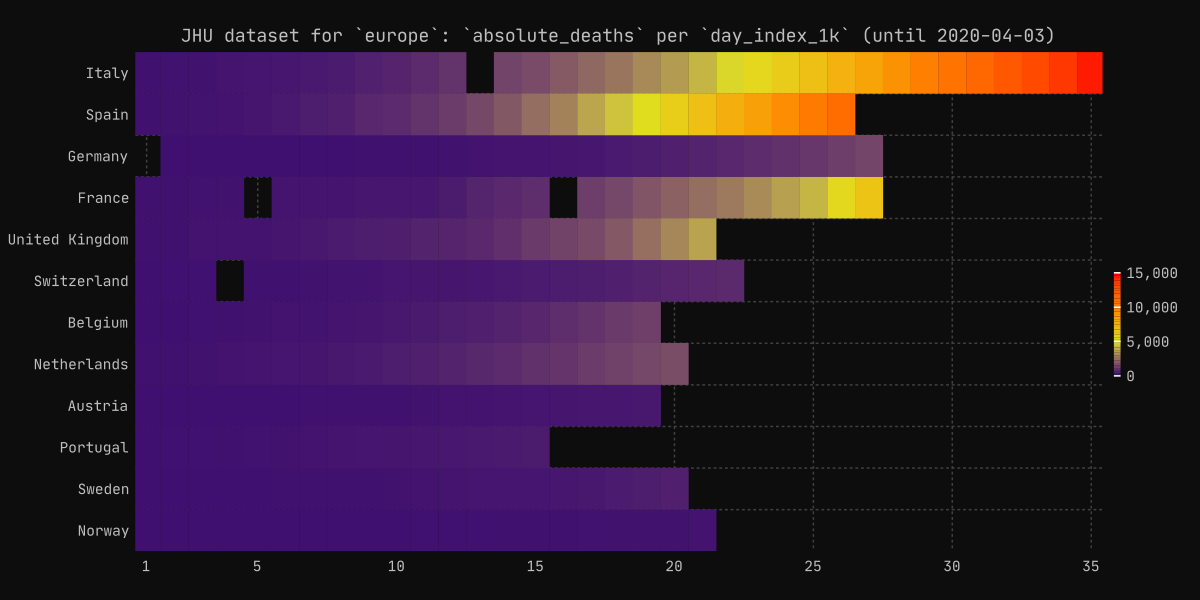 JHU dataset for `europe`: `absolute_deaths` per `day_index_1k` (until 2020-04-03)
Italy
Spain
Germany
France
United Kingdom
Switzerland
Belgium
Netherlands
Austria
Portugal
Sweden
Norway
1 5 10 15 20 25 30 35
15,000
10,000
5,000
0